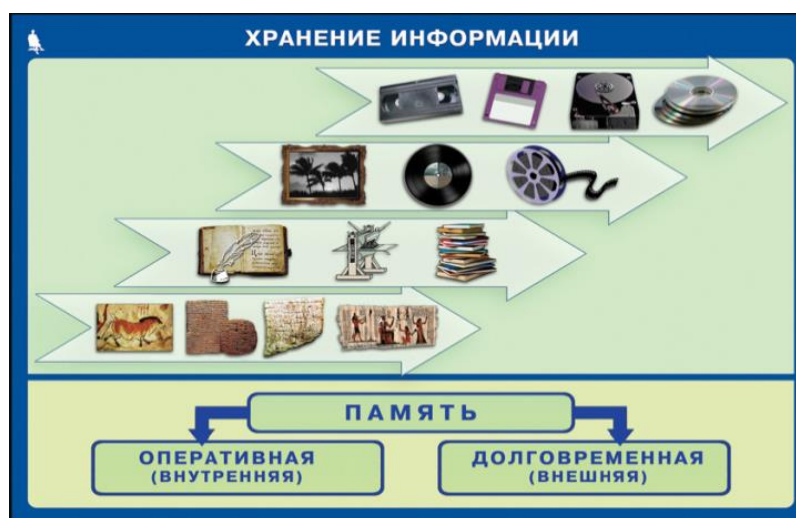 ХРАНЕНИЕ ИНФОРМАЦИИ
ПАМЯТЬ
ОПЕРАТИВНАЯ
(ВНУТРЕННЯЯ)
ДОЛГОВРЕМЕННАЯ
(ВНЕШНЯЯ)